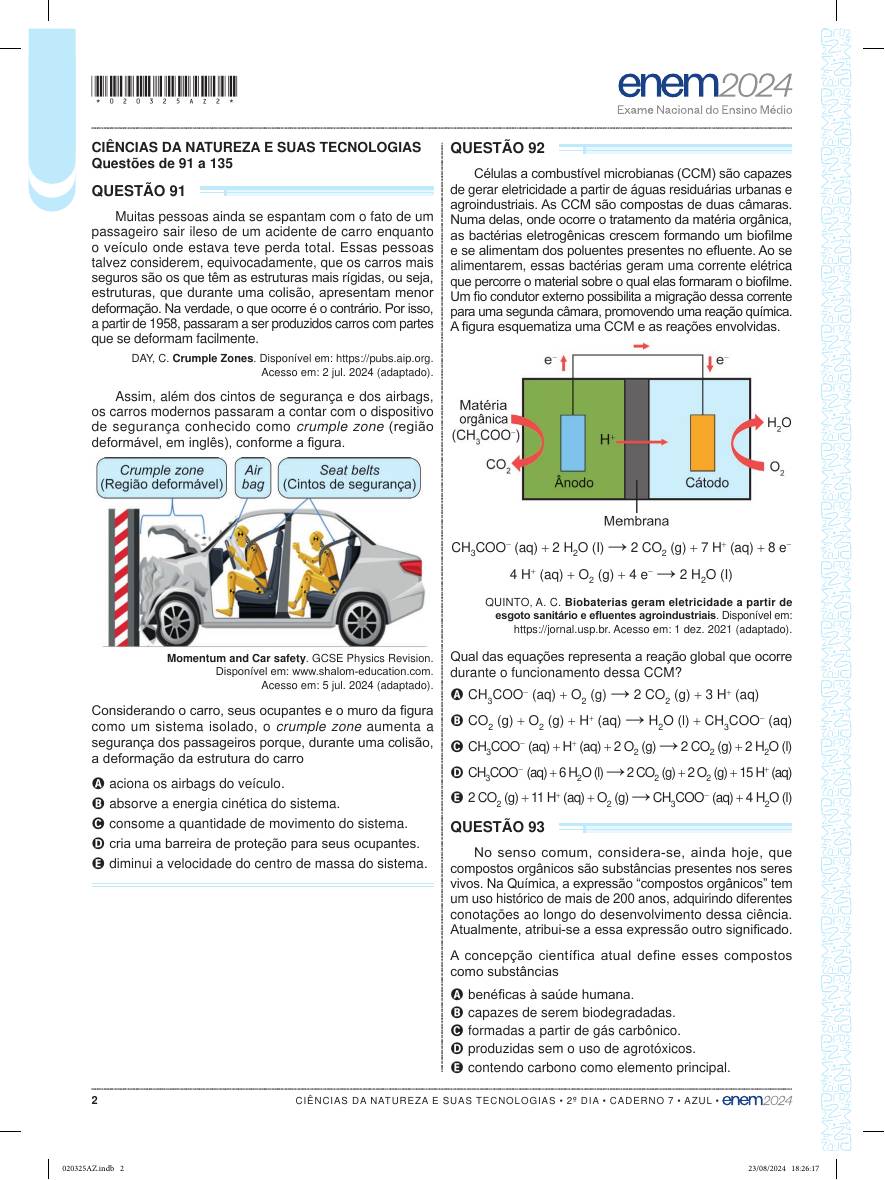 *020325AZ2*
enem2024
Exame Nacional do Ensino Médio
CIÊNCIAS DA NATUREZA E SUAS TECNOLOGIAS
Questões de 91 a 135
QUESTÃO 91
Muitas pessoas ainda se espantam com o fato de um
passageiro sair ileso de um acidente de carro enquanto
o veículo onde estava teve perda total. Essas pessoas
talvez considerem, equivocadamente, que os carros mais
seguros são os que têm as estruturas mais rígidas, ou seja,
estruturas, que durante uma colisão, apresentam menor
deformação. Na verdade, o que ocorre é o contrário. Por isso,
a partir de 1958, passaram a ser produzidos carros com partes
que se deformam facilmente.
DAY, C. Crumple Zones. Disponível em: https://pubs.aip.org.
Acesso em: 2 jul. 2024 (adaptado).
Assim, além dos cintos de segurança e dos airbags,
os carros modernos passaram a contar com o dispositivo
de segurança conhecido como crumple zone (região
deformável, em inglês), conforme a figura.
Crumple zone
(Região deformável)
Air
bag
Seat belts
(Cintos de segurança)
Momentum and Car safety. GCSE Physics Revision.
Disponível em: www.shalom-education.com.
Acesso em: 5 jul. 2024 (adaptado).
Considerando o carro, seus ocupantes e o muro da figura
como um sistema isolado, o crumple zone aumenta a
segurança dos passageiros porque, durante uma colisão,
a deformação da estrutura do carro
A aciona os airbags do veículo.
B absorve a energia cinética do sistema.
C consome a quantidade de movimento do sistema.
D cria uma barreira de proteção para seus ocupantes.
E diminui a velocidade do centro de massa do sistema.
QUESTÃO 92
Células a combustível microbianas (CCM) são capazes
de gerar eletricidade a partir de águas residuárias urbanas e
agroindustriais. As CCM são compostas de duas câmaras.
Numa delas, onde ocorre o tratamento da matéria orgânica,
as bactérias eletrogênicas crescem formando um biofilme
e se alimentam dos poluentes presentes no efluente. Ao se
alimentarem, essas bactérias geram uma corrente elétrica
que percorre o material sobre o qual elas formaram o biofilme.
Um fio condutor externo possibilita a migração dessa corrente
para uma segunda câmara, promovendo uma reação química.
A figura esquematiza uma CCM e as reações envolvidas.
e⁻
e⁻
Matéria
orgânica
(CH₃COO⁻)
CO₂
H⁺
H₂O
O₂
Ânodo
Cátodo
Membrana
CH₃COO⁻ (aq) + 2 H₂O (l) ⟶ 2 CO₂ (g) + 7 H⁺ (aq) + 8 e⁻
4 H⁺ (aq) + O₂ (g) + 4 e⁻ ⟶ 2 H₂O (l)
QUINTO, A. C. Biobaterias geram eletricidade a partir de
esgoto sanitário e efluentes agroindustriais. Disponível em:
https://jornal.usp.br. Acesso em: 1 dez. 2021 (adaptado).
Qual das equações representa a reação global que ocorre
durante o funcionamento dessa CCM?
A CH₃COO⁻ (aq) + O₂ (g) ⟶ 2 CO₂ (g) + 3 H⁺ (aq)
B CO₂ (g) + O₂ (g) + H⁺ (aq) ⟶ H₂O (l) + CH₃COO⁻ (aq)
C CH₃COO⁻ (aq) + H⁺ (aq) + 2 O₂ (g) ⟶ 2 CO₂ (g) + 2 H₂O (l)
D CH₃COO⁻ (aq) + 6 H₂O (l) ⟶ 2 CO₂ (g) + 2 O₂ (g) + 15 H⁺ (aq)
E 2 CO₂ (g) + 11 H⁺ (aq) + O₂ (g) ⟶ CH₃COO⁻ (aq) + 4 H₂O (l)
QUESTÃO 93
No senso comum, considera-se, ainda hoje, que
compostos orgânicos são substâncias presentes nos seres
vivos. Na Química, a expressão “compostos orgânicos” tem
um uso histórico de mais de 200 anos, adquirindo diferentes
conotações ao longo do desenvolvimento dessa ciência.
Atualmente, atribui-se a essa expressão outro significado.
A concepção científica atual define esses compostos
como substâncias
A benéficas à saúde humana.
B capazes de serem biodegradadas.
C formadas a partir de gás carbônico.
D produzidas sem o uso de agrotóxicos.
E contendo carbono como elemento principal.
2
CIÊNCIAS DA NATUREZA E SUAS TECNOLOGIAS • 2º DIA • CADERNO 7 • AZUL • enem2024
020325AZ.indb 2
23/08/2024 18:26:17